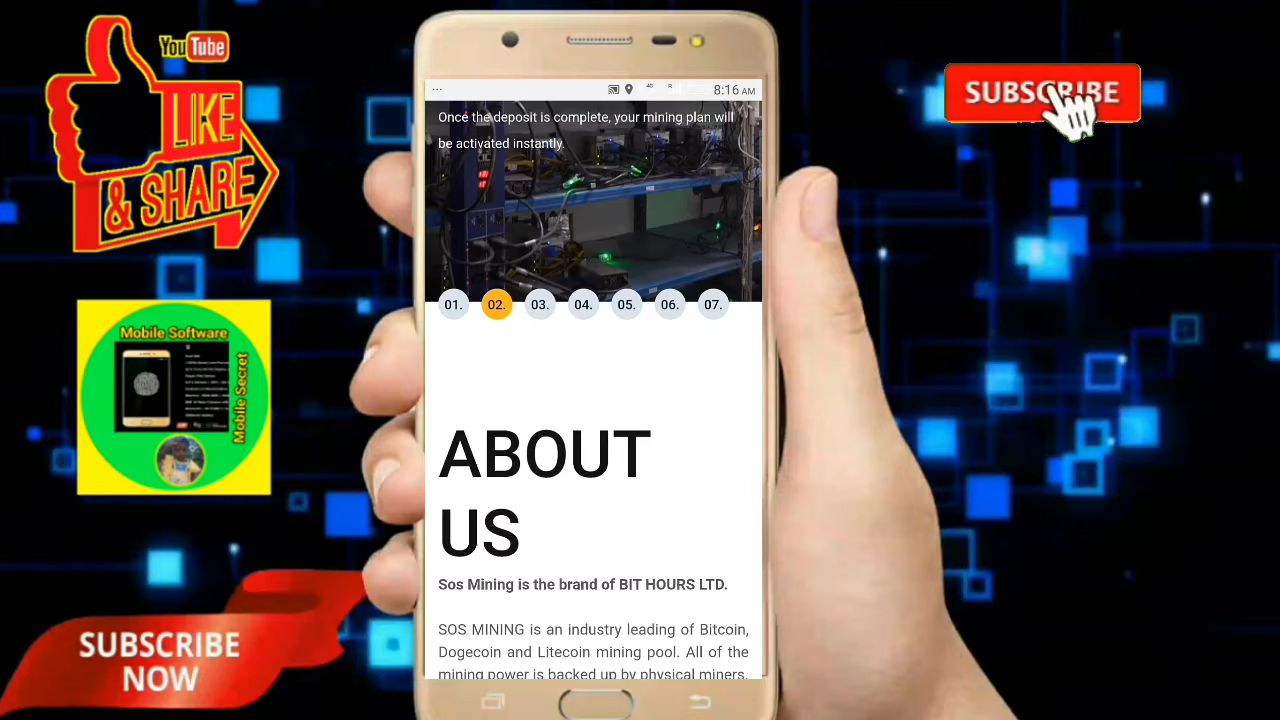 YouTube
LIKE
& SHARE
SUBSCRIBE
Mobile Software
Mobile Secret
SUBSCRIBE
NOW
... 4G R 8:16 AM
Once the deposit is complete, your mining plan will
be activated instantly.
01. 02. 03. 04. 05. 06. 07.
ABOUT
US
Sos Mining is the brand of BIT HOURS LTD.
SOS MINING is an industry leading of Bitcoin,
Dogecoin and Litecoin mining pool. All of the
mining power is backed up by physical miners.